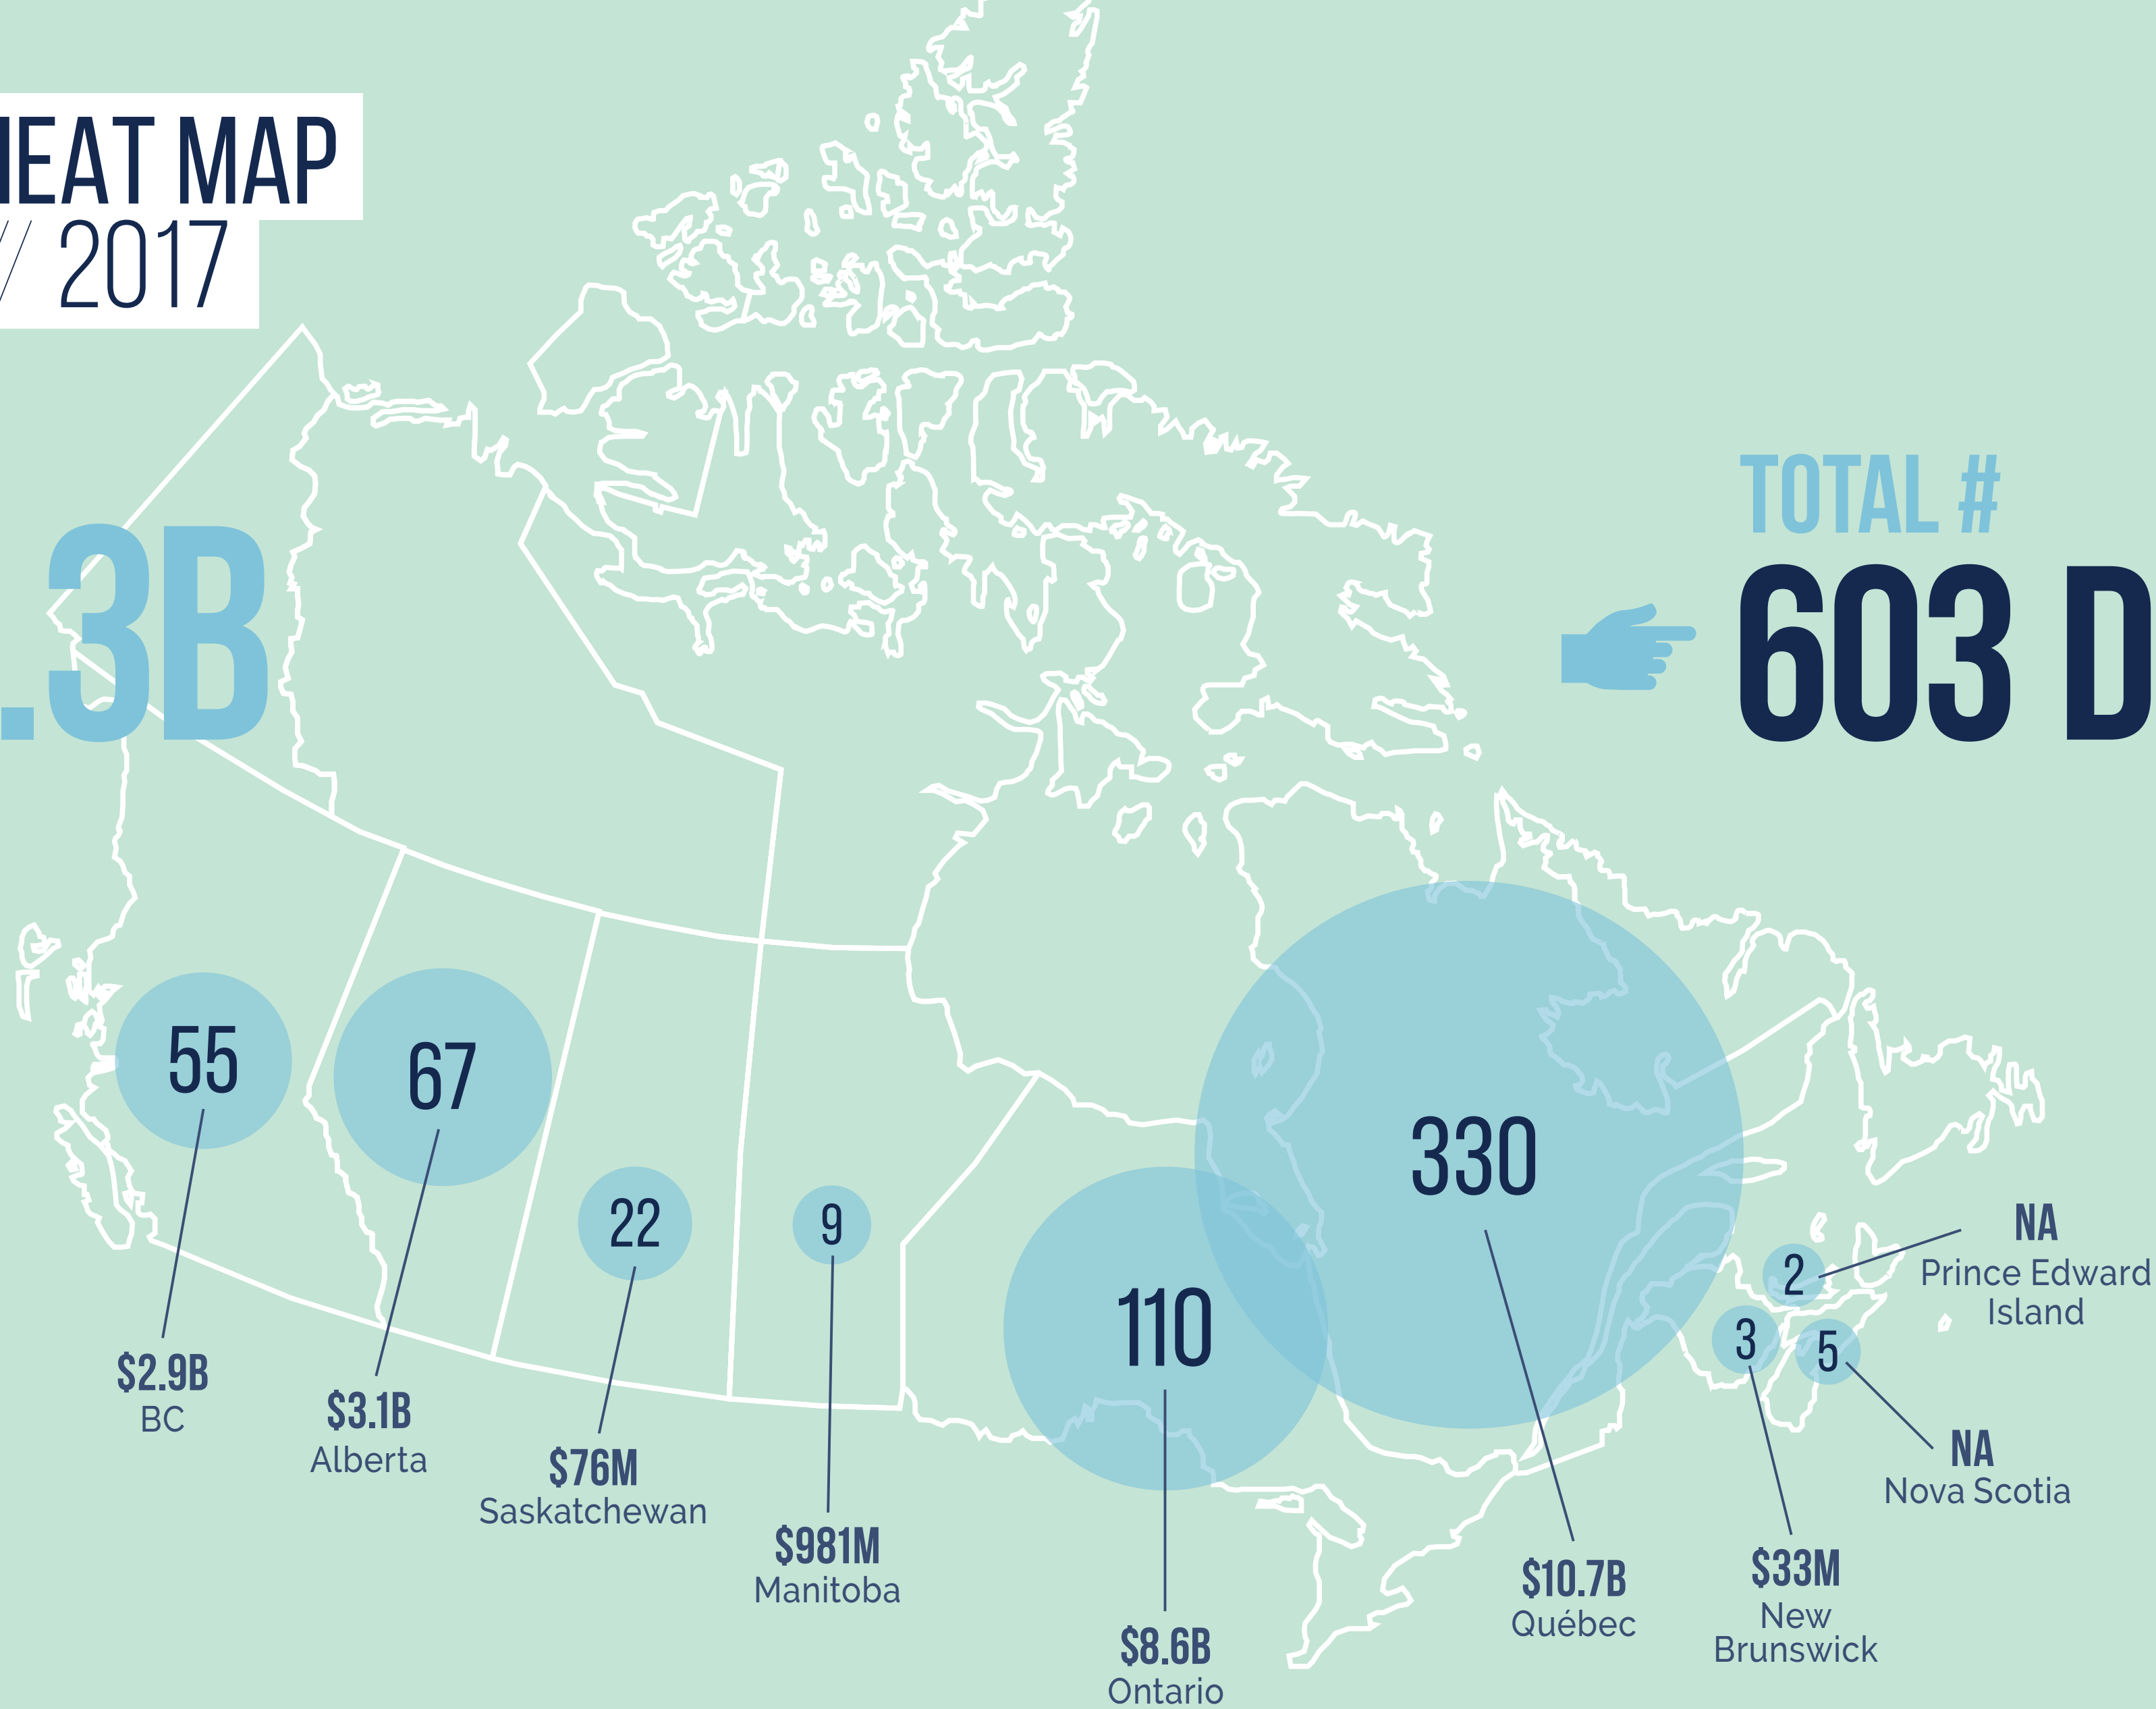 HEAT MAP
// 2017
.3B
TOTAL #
603 D
55
67
22
9
110
330
2
3
5
$2.9B
BC
$3.1B
Alberta
$76M
Saskatchewan
$981M
Manitoba
$8.6B
Ontario
$10.7B
Québec
$33M
New
Brunswick
NA
Nova Scotia
NA
Prince Edward
Island